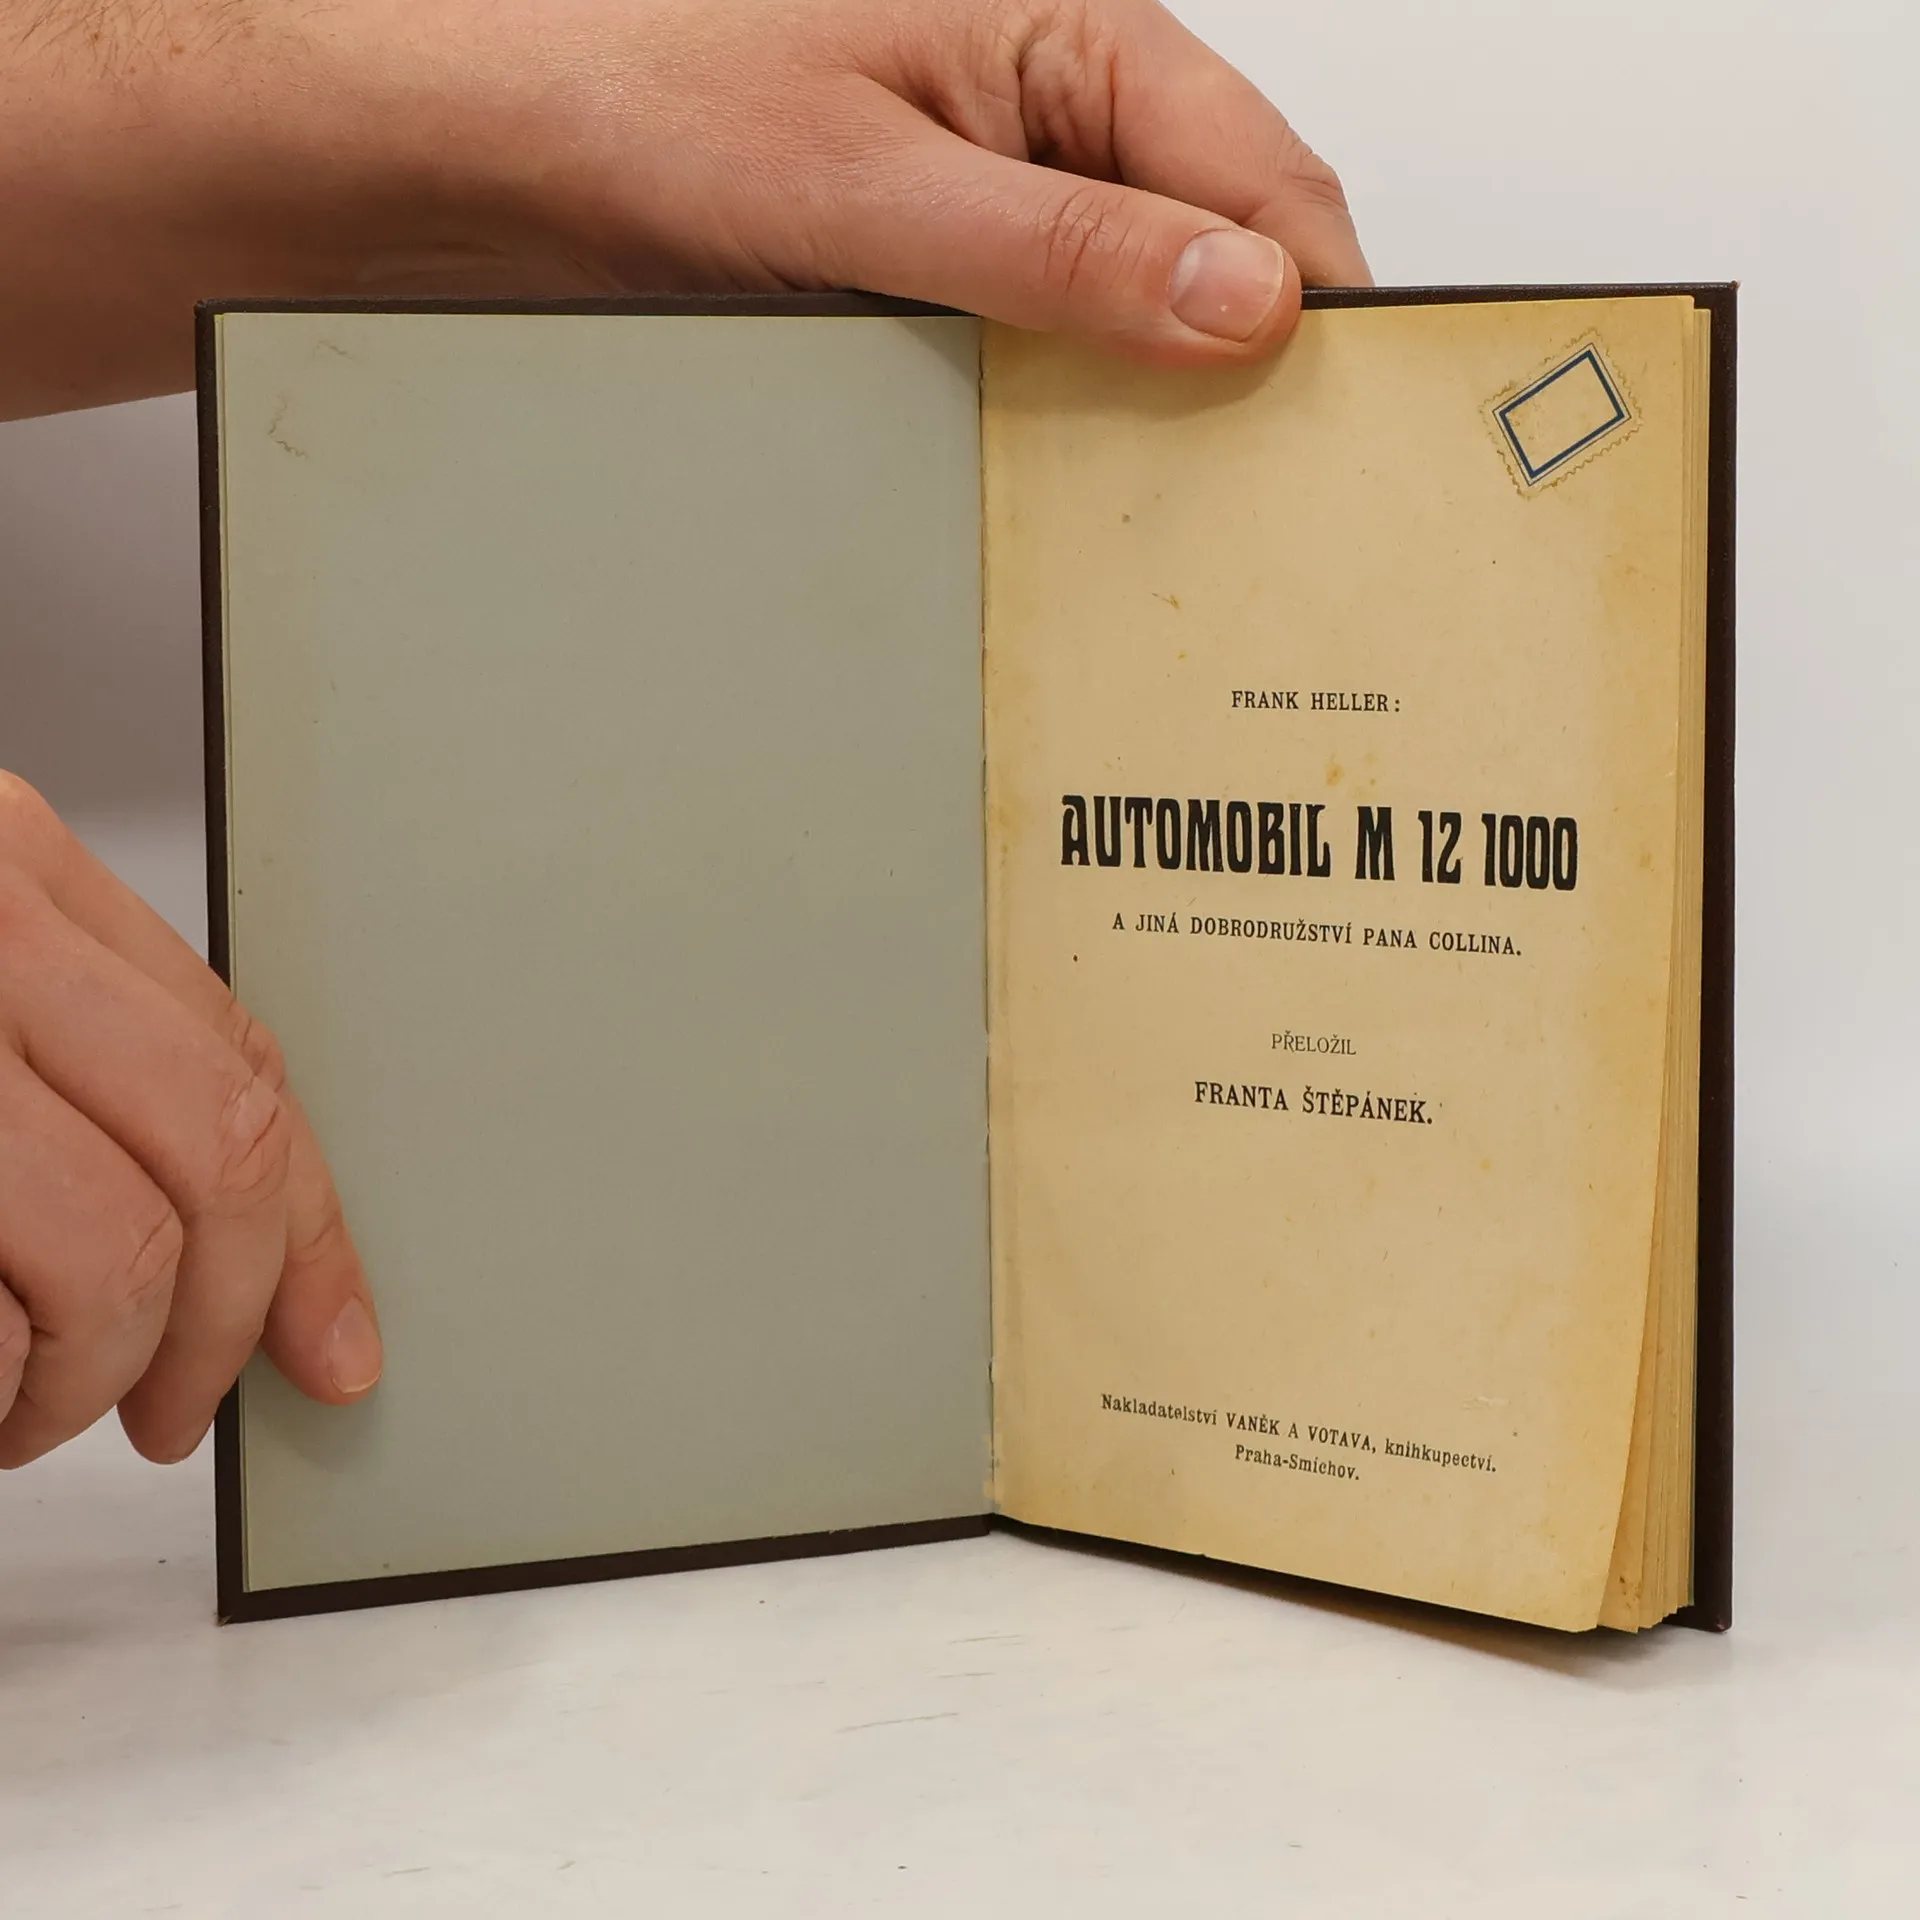 FRANK HELLER:
AUTOMOBIL M 12 1000
A JINÁ DOBRODRUŽSTVÍ PANA COLLINA.
PŘELOŽIL
FRANTA ŠTĚPÁNEK.
Nakladatelství VANĚK A VOTAVA, knihkupectví.
Praha-Smíchov.